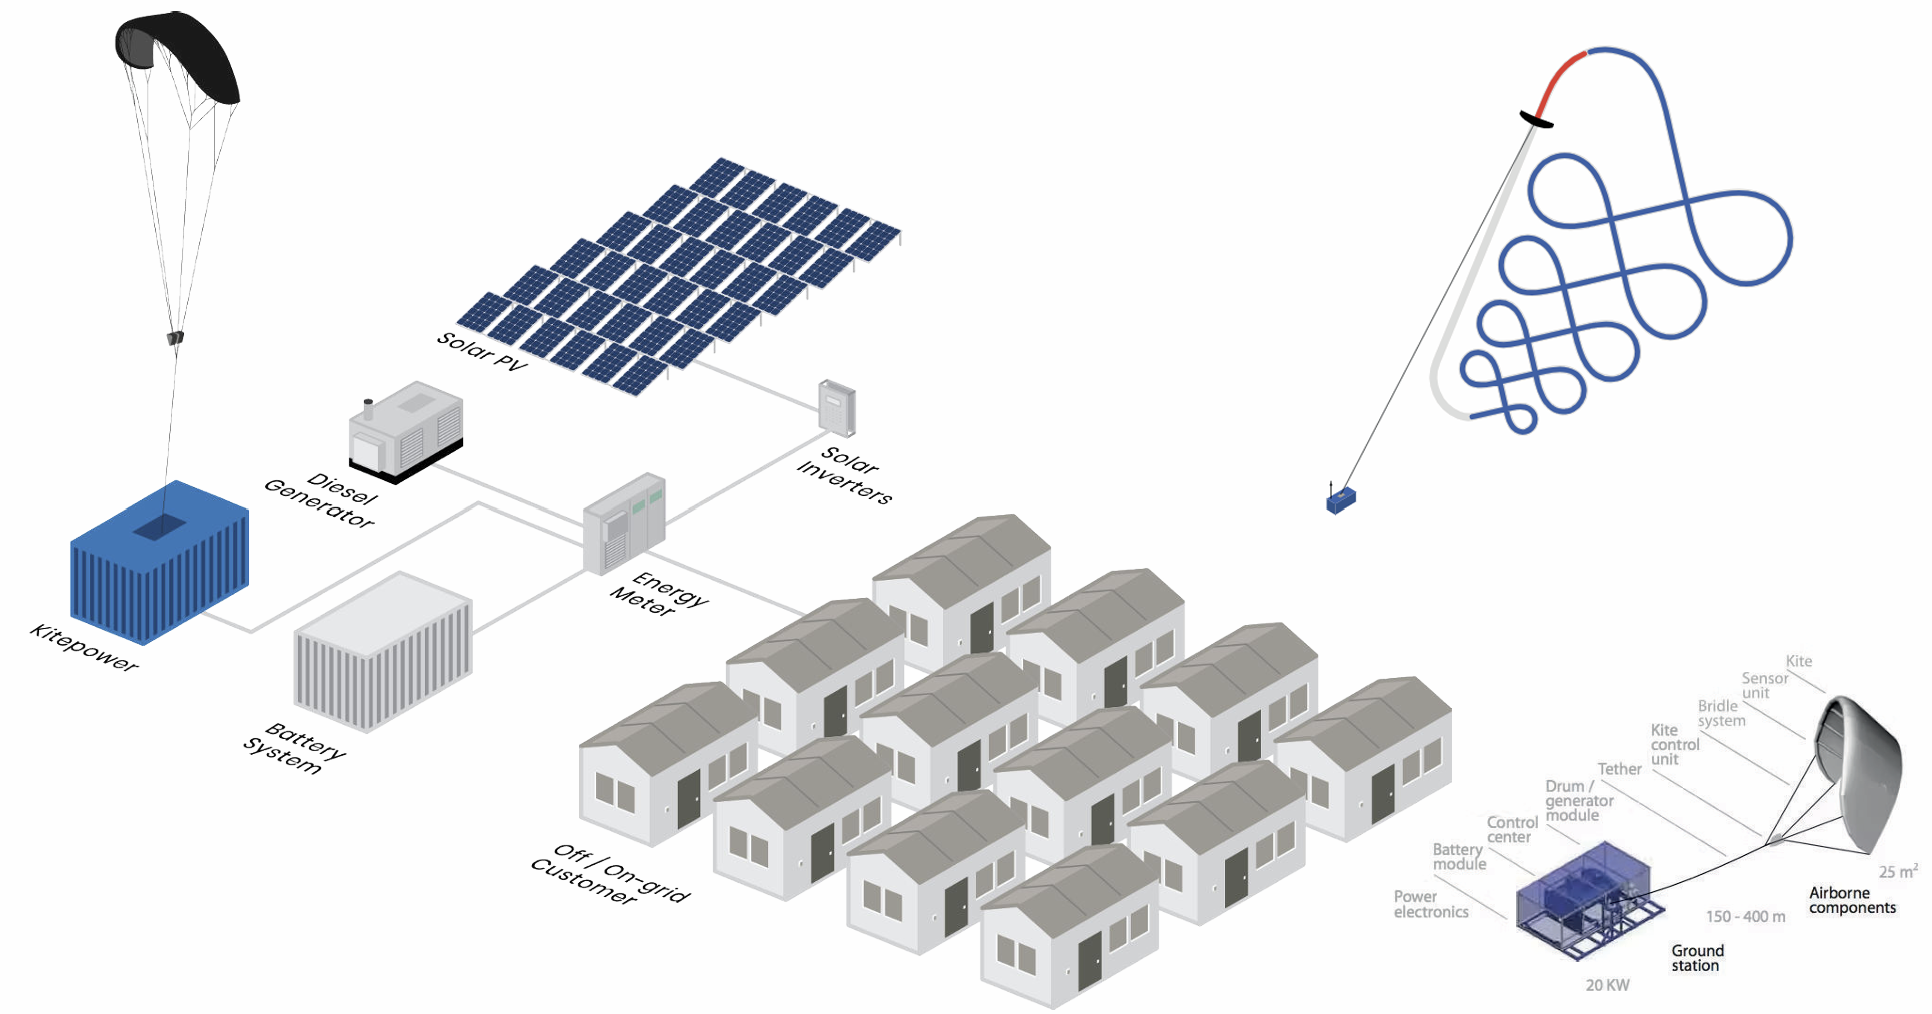 Solar PV
Diesel
Generator
Solar
Inverters
Energy
Meter
Kitepower
Battery
System
Off / On-grid
Customer
Kite
Sensor
unit
Bridle
system
Kite
control
unit
Tether
Drum /
generator
module
Control
center
Battery
module
Power
electronics
25 m²
Airborne
components
150 - 400 m
Ground
station
20 KW